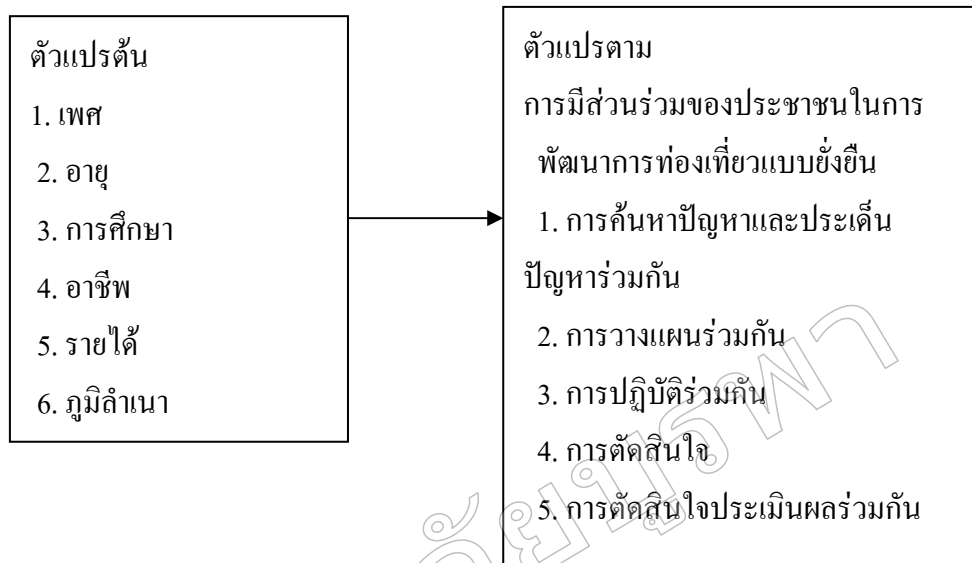 ตัวแปรต้น
1. เพศ
2. อายุ
3. การศึกษา
4. อาชีพ
5. รายได้
6. ภูมิลำเนา
ตัวแปรตาม
การมีส่วนร่วมของประชาชนในการ
พัฒนาการท่องเที่ยวแบบยั่งยืน
1. การค้นหาปัญหาและประเด็น
ปัญหาร่วมกัน
2. การวางแผนร่วมกัน
3. การปฏิบัติร่วมกัน
4. การตัดสินใจ
5. การตัดสินใจประเมินผลร่วมกัน
ยบูรพา